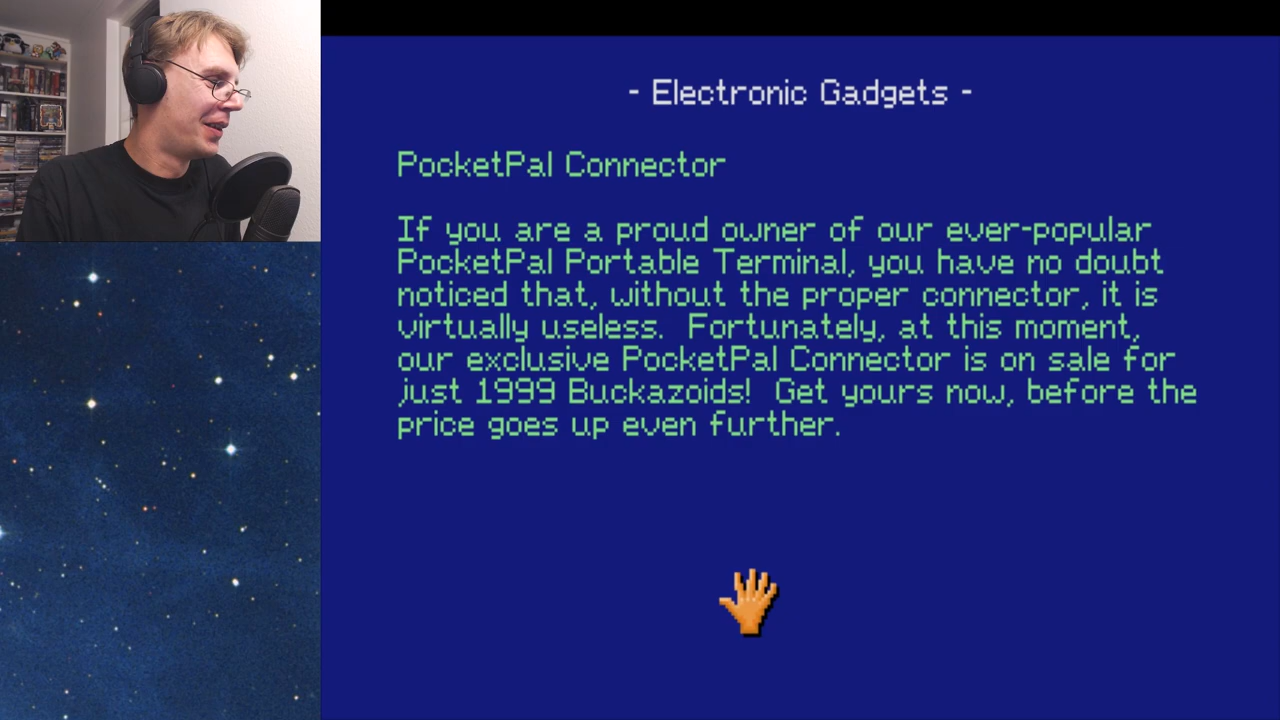 - Electronic Gadgets -
PocketPal Connector
If you are a proud owner of our ever-popular
PocketPal Portable Terminal, you have no doubt
noticed that, without the proper connector, it is
virtually useless.  Fortunately, at this moment,
our exclusive PocketPal Connector is on sale for
just 1999 Buckazoids!  Get yours now, before the
price goes up even further.